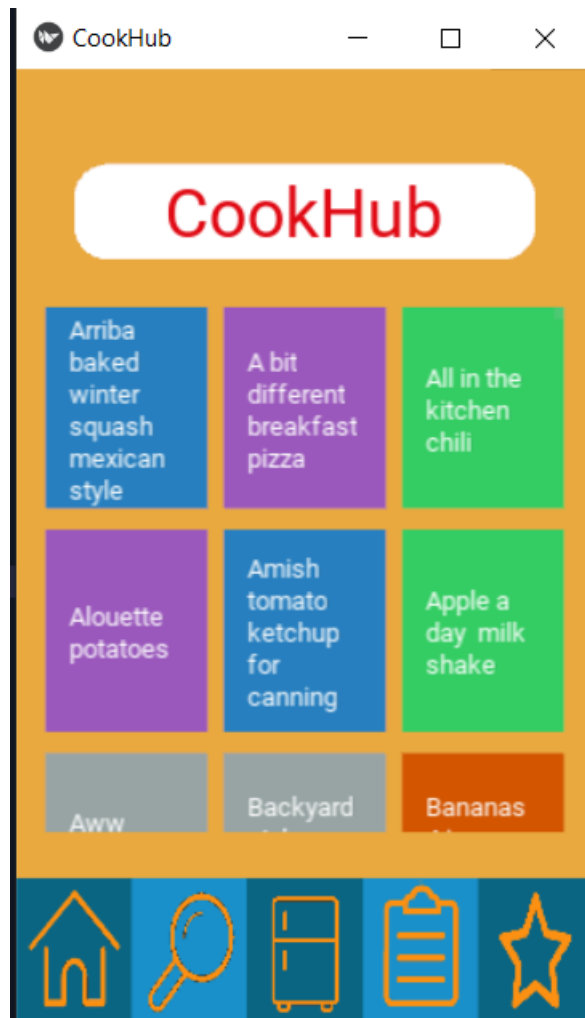 CookHub
CookHub
Arriba
baked
winter
squash
mexican
style
A bit
different
breakfast
pizza
All in the
kitchen
chili
Alouette
potatoes
Amish
tomato
ketchup
for
canning
Apple a
day milk
shake
Aww
Backyard
Bananas